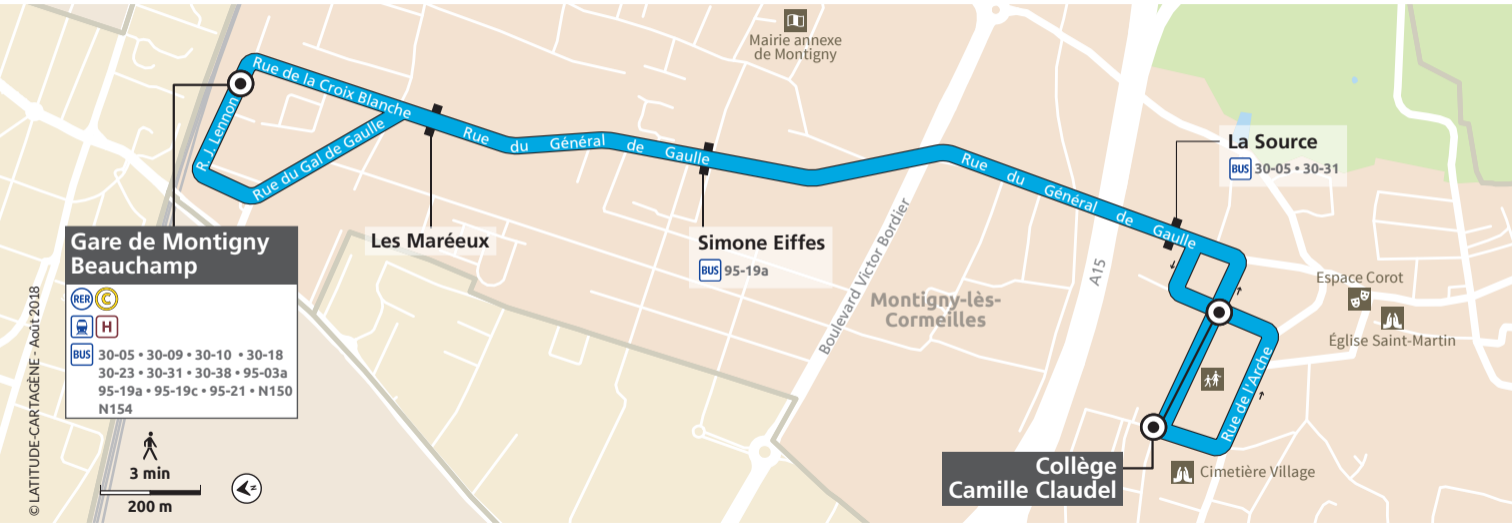 Mairie annexe
de Montigny
Rue de la Croix Blanche
R. J. Lennon
Rue du Gal de Gaulle
Rue du Général de Gaulle
Rue du Général de Gaulle
La Source
BUS 30-05 • 30-31
Gare de Montigny
Beauchamp
RER C
H
BUS 30-05 • 30-09 • 30-10 • 30-18
30-23 • 30-31 • 30-38 • 95-03a
95-19a • 95-19c • 95-21 • N150
N154
Les Maréeux
Simone Eiffes
BUS 95-19a
Boulevard Victor Bordier
A15
Montigny-lès-
Cormeilles
Espace Corot
Église Saint-Martin
Rue de l'Arche
Collège
Camille Claudel
Cimetière Village
3 min
200 m
N
© LATITUDE-CARTAGÈNE - Août 2018